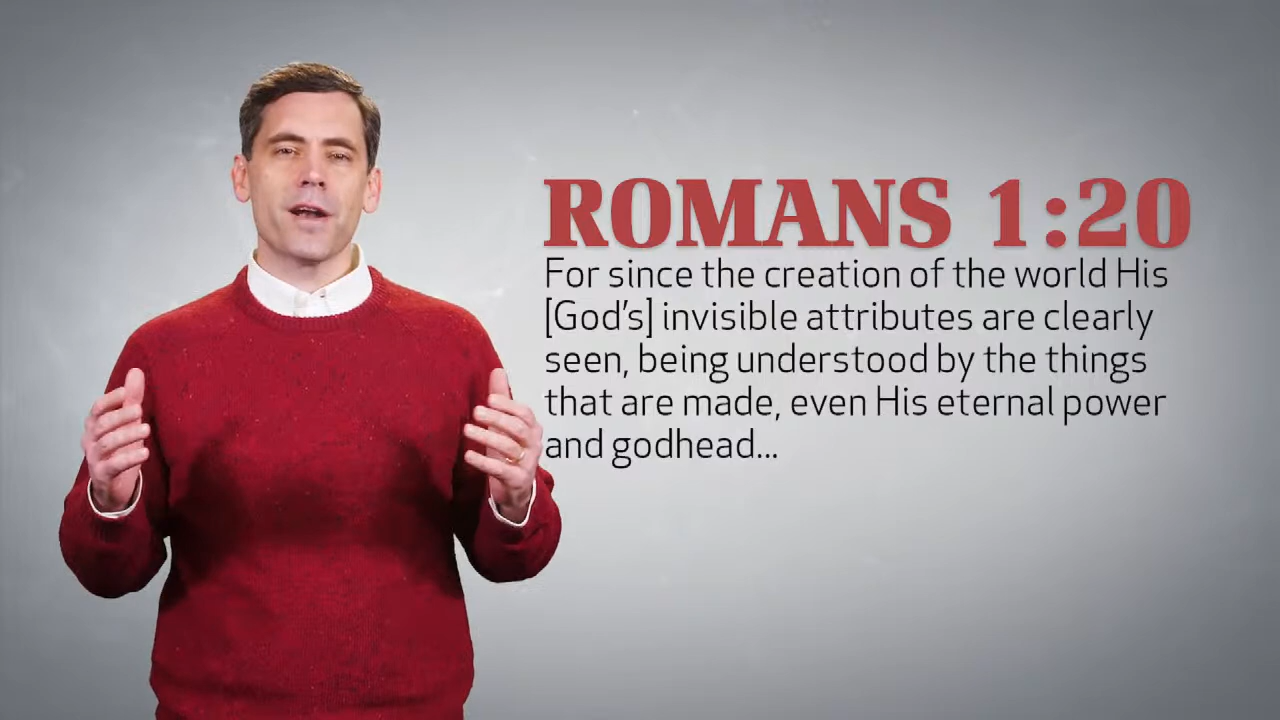 ROMANS 1:20
For since the creation of the world His
[God's] invisible attributes are clearly
seen, being understood by the things
that are made, even His eternal power
and godhead...